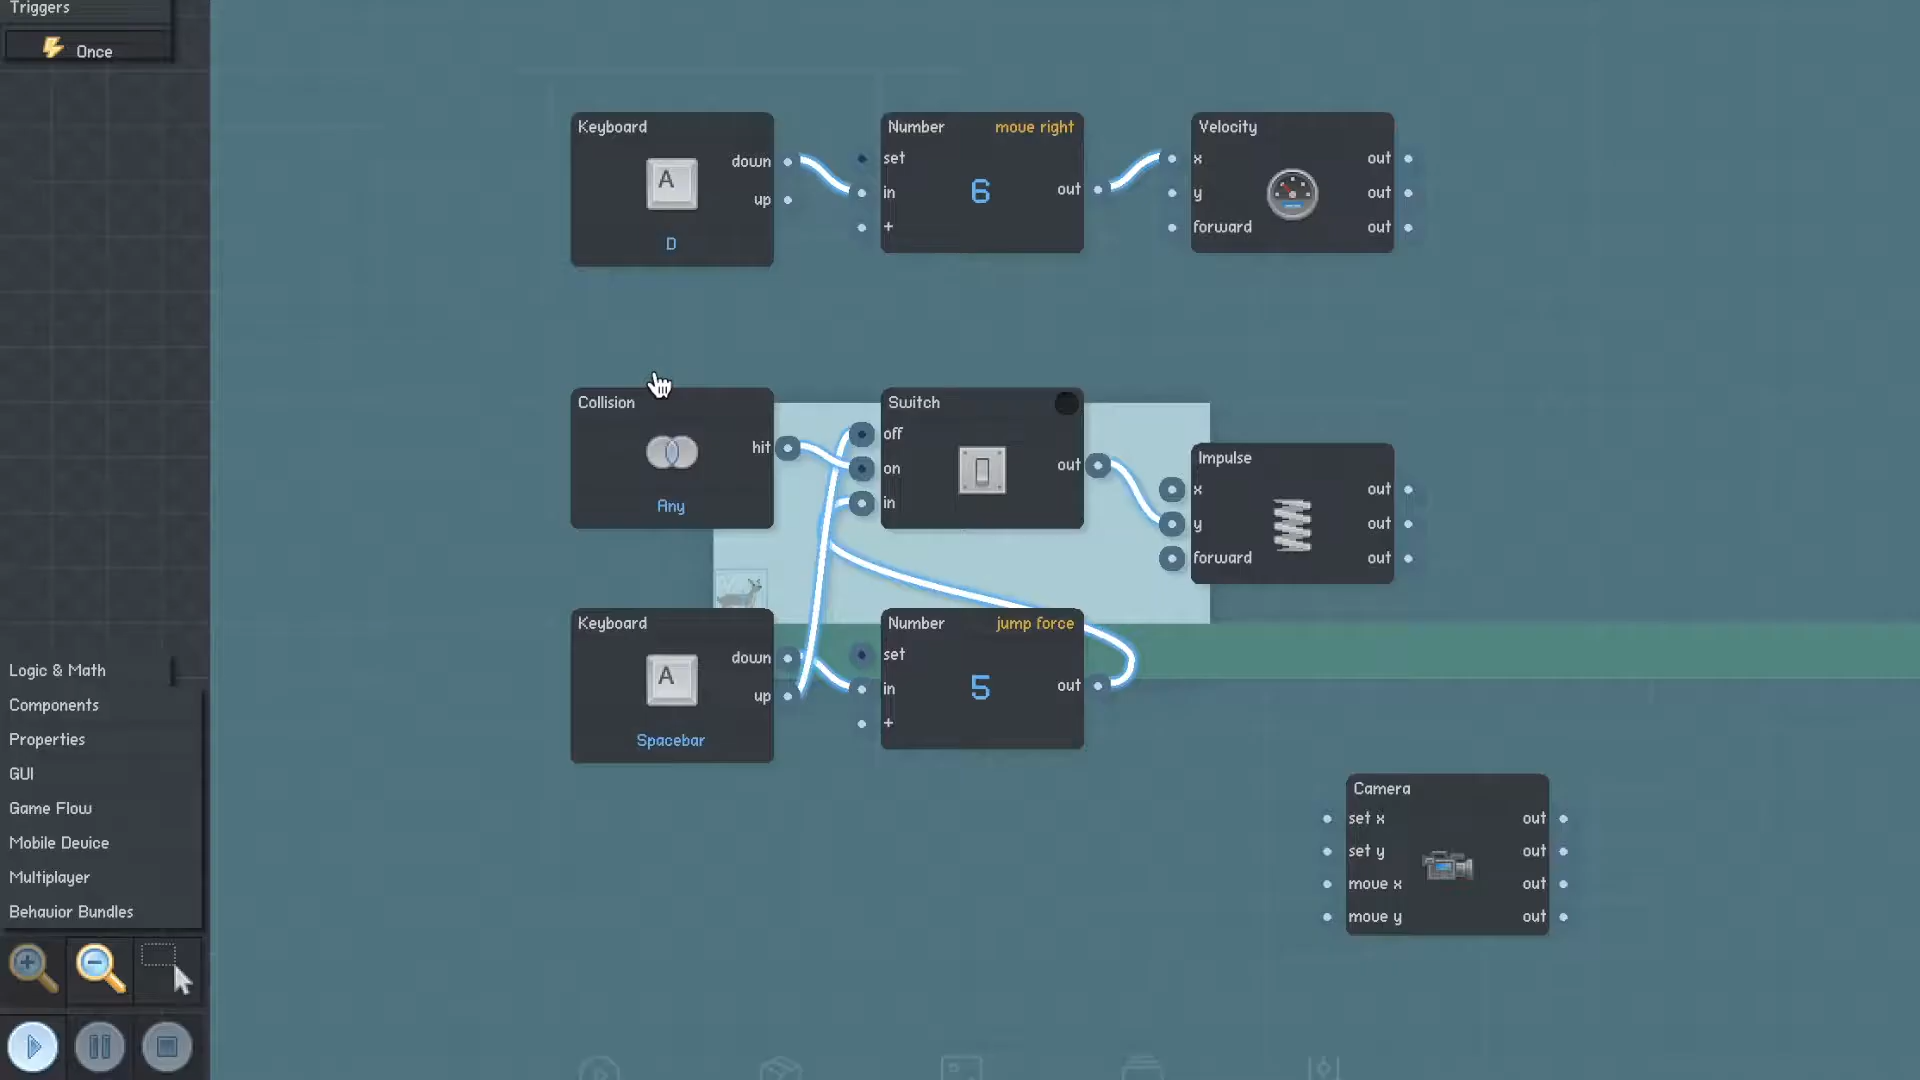 Triggers
Once
Logic & Math
Components
Properties
GUI
Game Flow
Mobile Device
Multiplayer
Behavior Bundles
Keyboard
A
down
up
D
Number
move right
set
in
+
6
out
Velocity
x
y
forward
out
out
out
Collision
hit
Any
Switch
off
on
in
out
Impulse
x
y
forward
out
out
out
Keyboard
A
down
up
Spacebar
Number
jump force
set
in
+
5
out
Camera
set x
set y
move x
move y
out
out
out
out